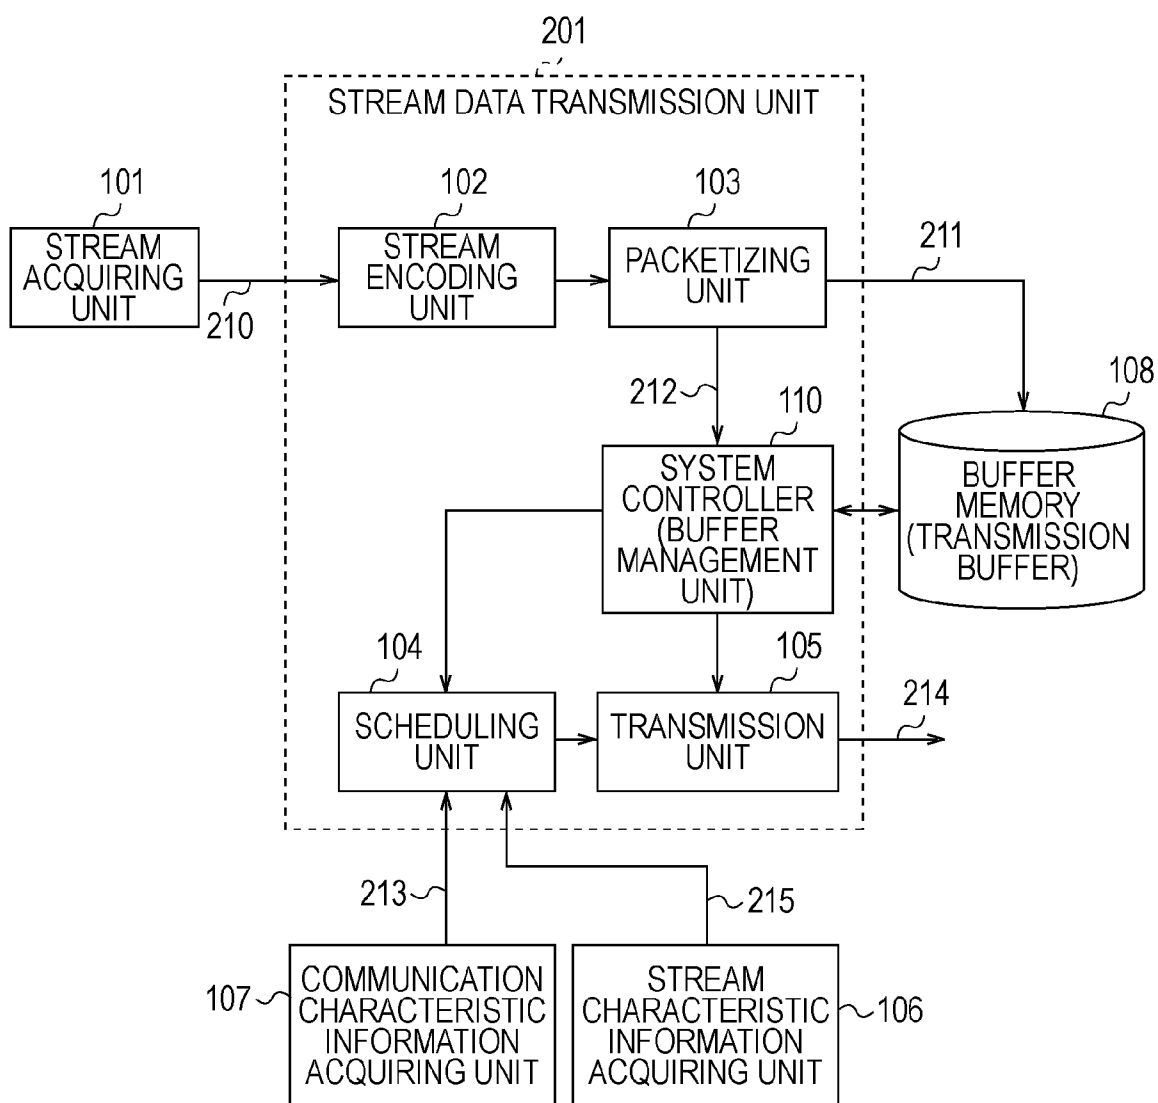 201
STREAM DATA TRANSMISSION UNIT
101
STREAM
ACQUIRING
UNIT
210
102
STREAM
ENCODING
UNIT
103
PACKETIZING
UNIT
211
212
110
SYSTEM
CONTROLLER
(BUFFER
MANAGEMENT
UNIT)
108
BUFFER
MEMORY
(TRANSMISSION
BUFFER)
104
SCHEDULING
UNIT
105
TRANSMISSION
UNIT
214
213
215
107
COMMUNICATION
CHARACTERISTIC
INFORMATION
ACQUIRING UNIT
STREAM
CHARACTERISTIC
INFORMATION
ACQUIRING UNIT
106